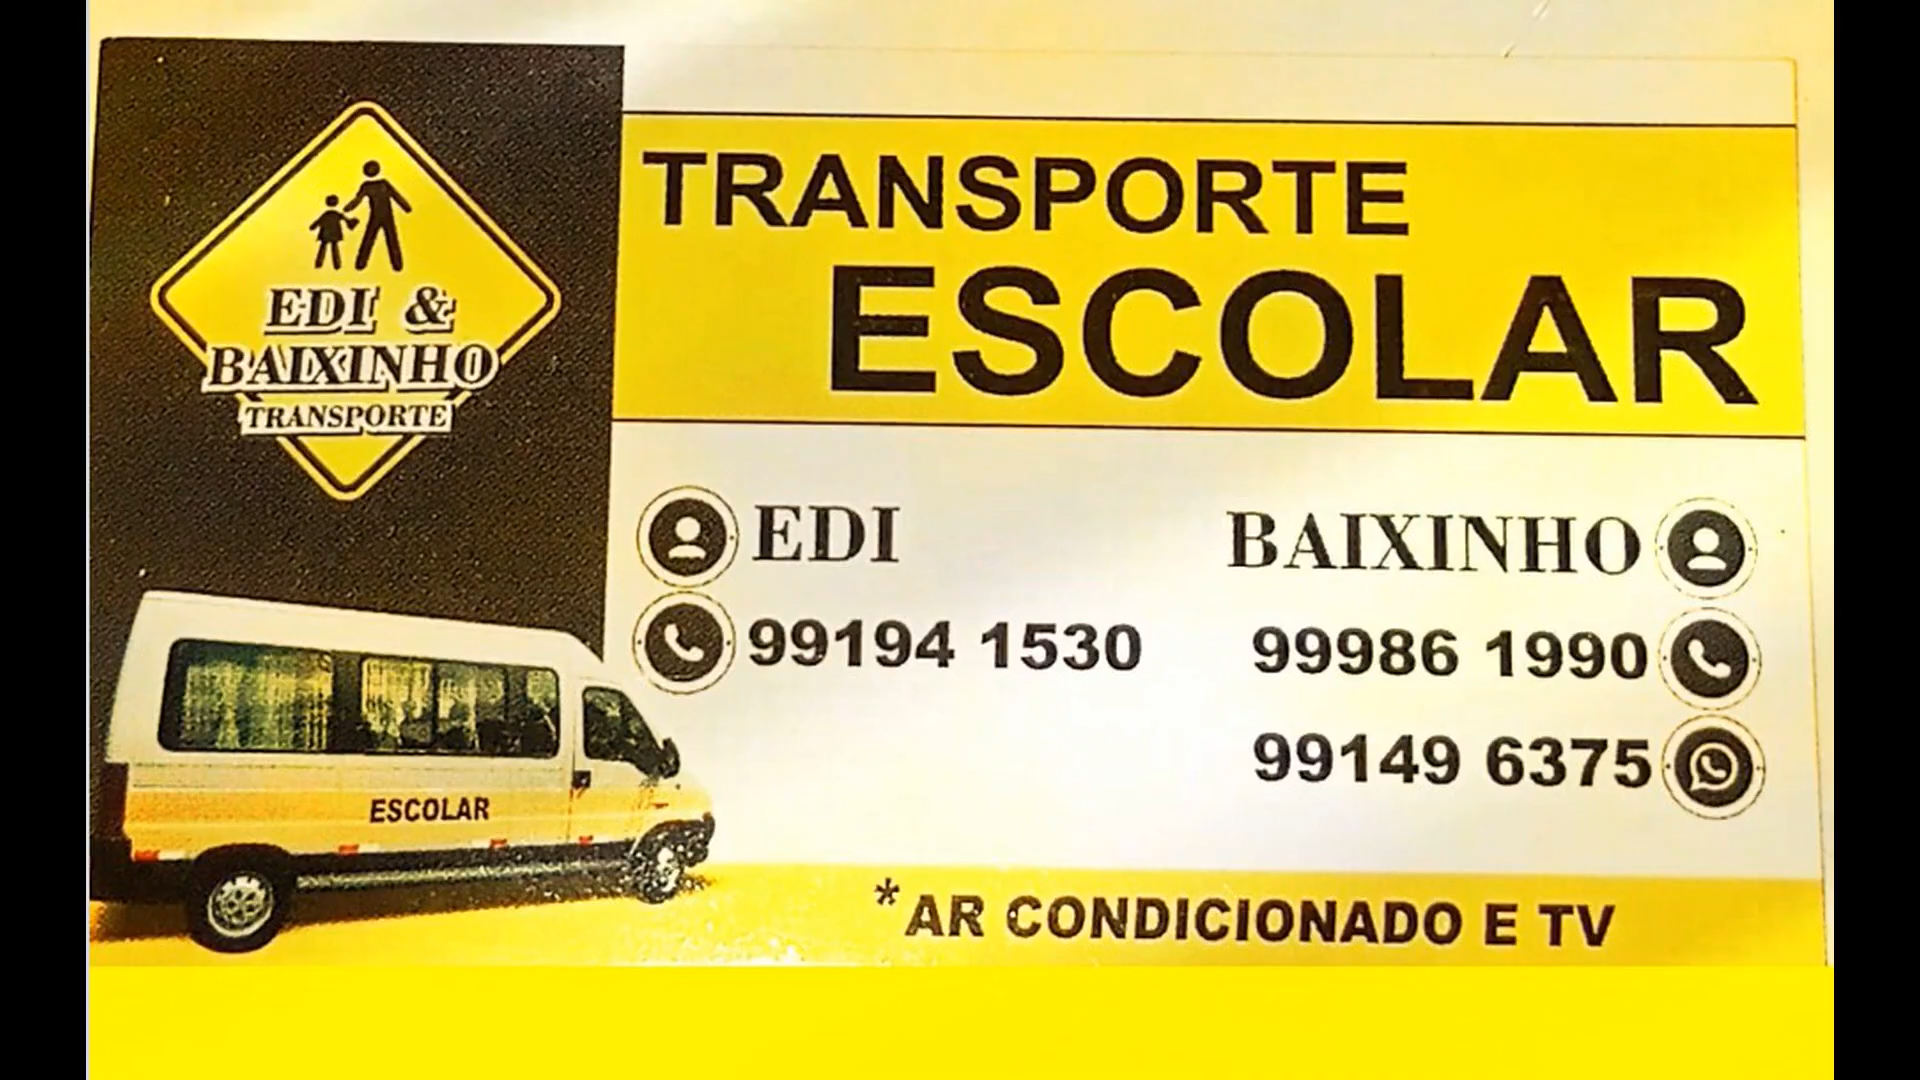 EDI &
BAIXINHO
TRANSPORTE
TRANSPORTE
ESCOLAR
EDI
99194 1530
BAIXINHO
99986 1990
99149 6375
ESCOLAR
*AR CONDICIONADO E TV